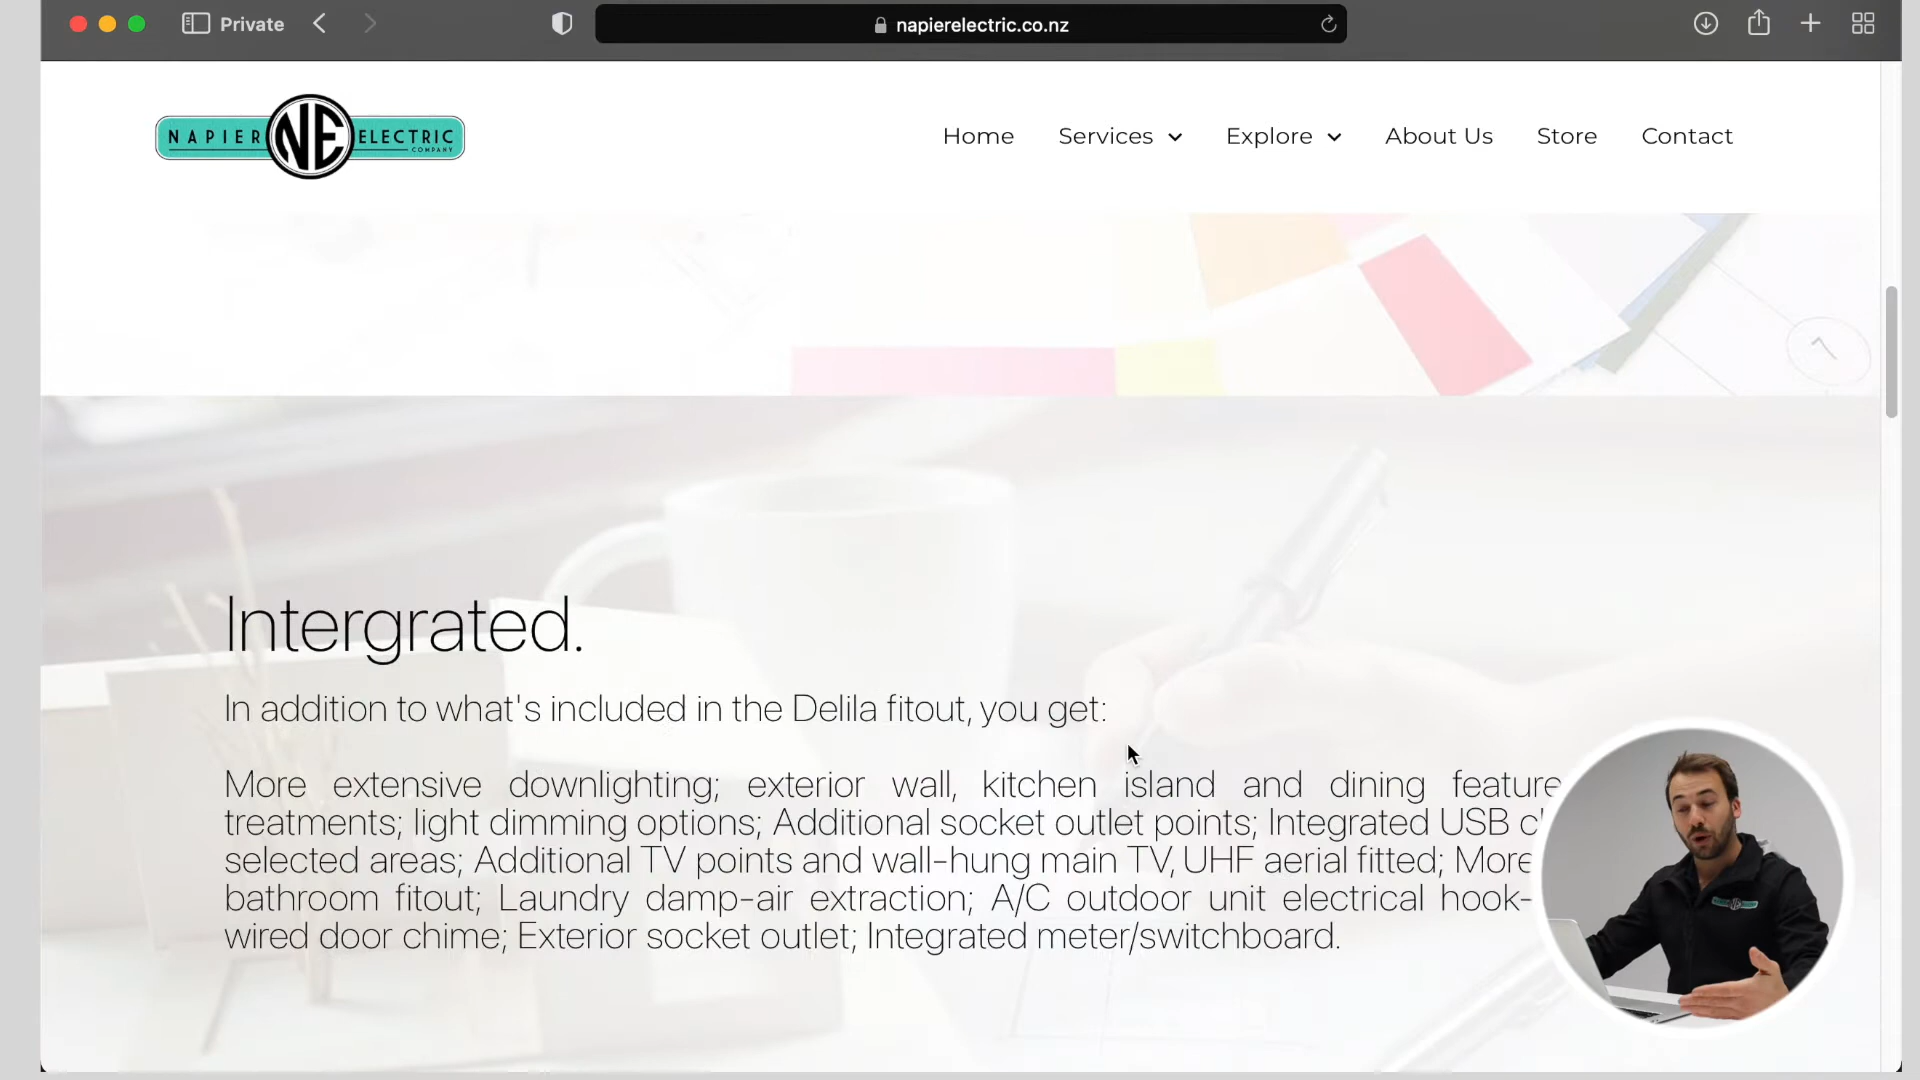 Private
napierelectric.co.nz
NAPIER NE ELECTRIC
COMPANY
Home Services Explore About Us Store Contact
Intergrated.
In addition to what's included in the Delila fitout, you get:
More extensive downlighting; exterior wall, kitchen island and dining feature
treatments; light dimming options; Additional socket outlet points; Integrated USB
selected areas; Additional TV points and wall-hung main TV, UHF aerial fitted; More
bathroom fitout; Laundry damp-air extraction; A/C outdoor unit electrical hook-
wired door chime; Exterior socket outlet; Integrated meter/switchboard.